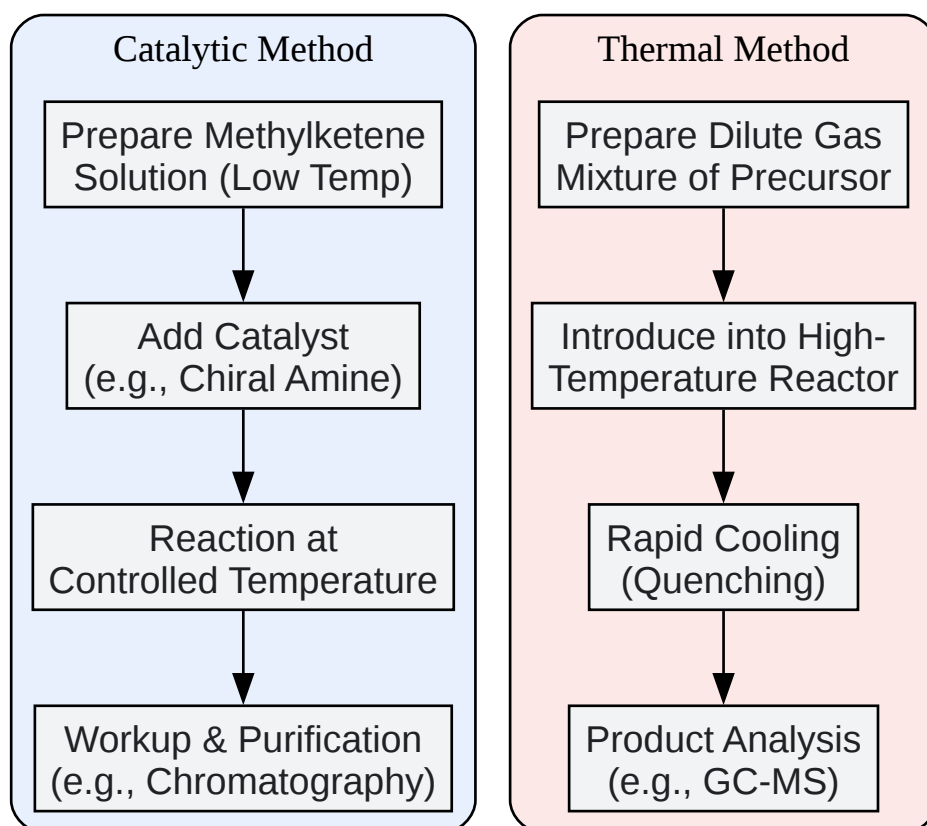 Catalytic Method
Prepare Methylketene
Solution (Low Temp)
Add Catalyst
(e.g., Chiral Amine)
Reaction at
Controlled Temperature
Workup & Purification
(e.g., Chromatography)
Thermal Method
Prepare Dilute Gas
Mixture of Precursor
Introduce into High-
Temperature Reactor
Rapid Cooling
(Quenching)
Product Analysis
(e.g., GC-MS)